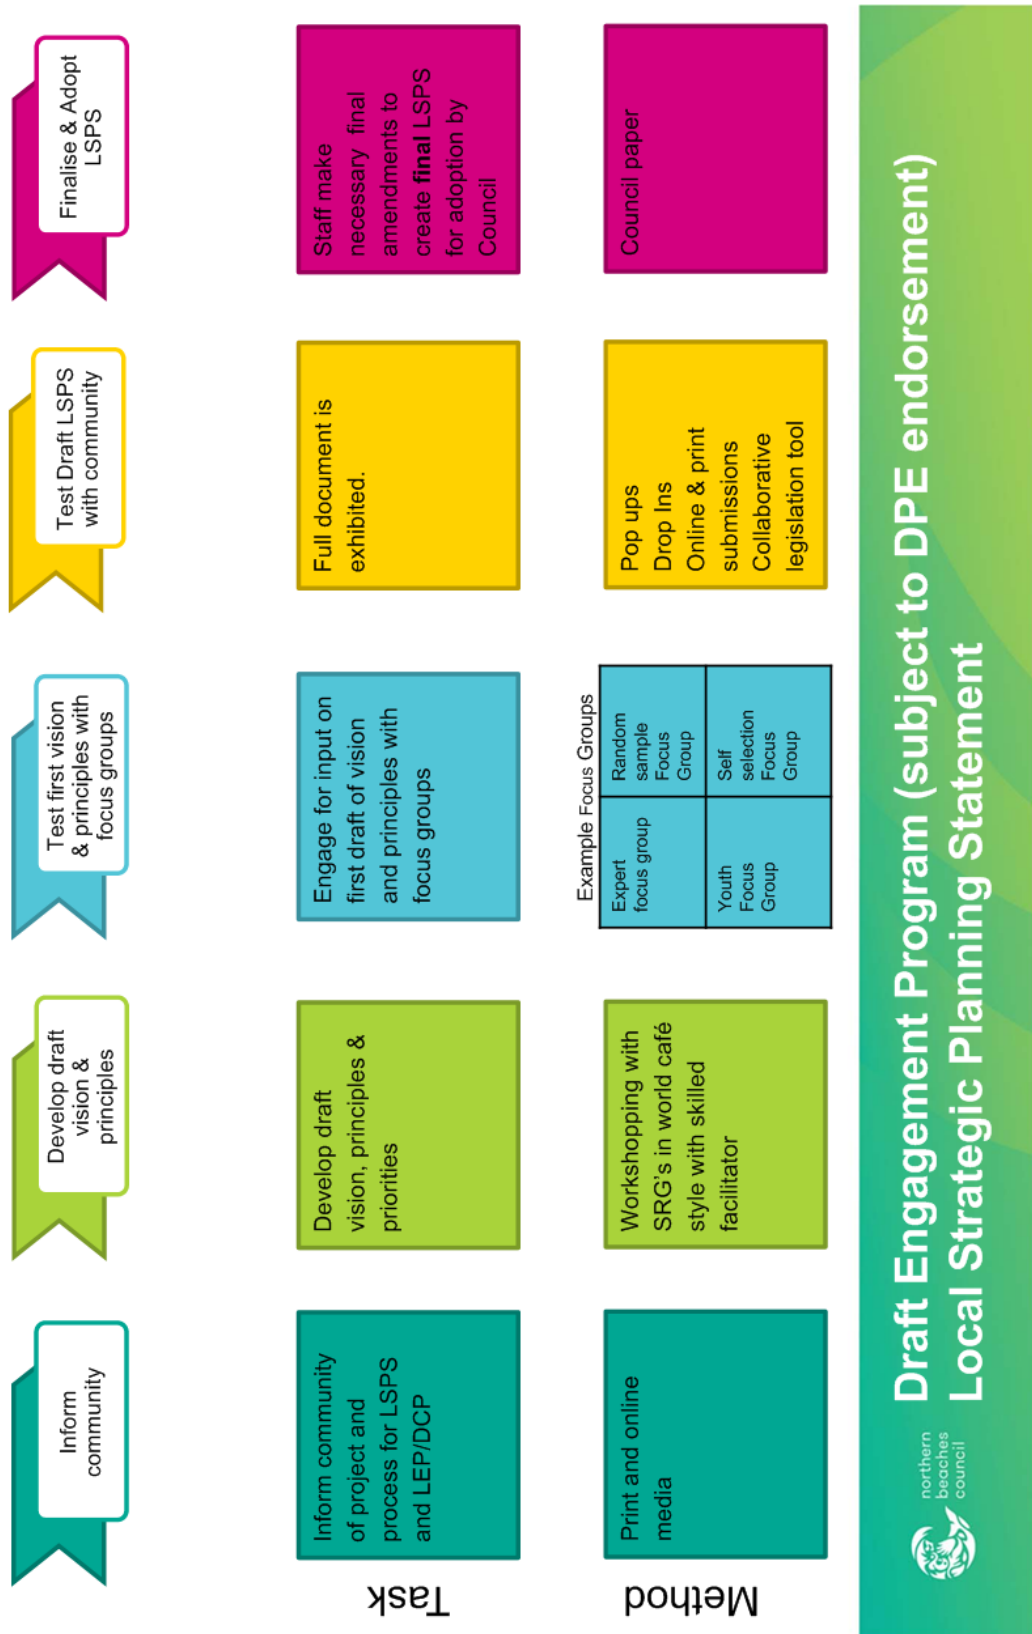 Inform
community
Develop draft
vision &
principles
Test first vision
& principles with
focus groups
Test Draft LSPS
with community
Finalise & Adopt
LSPS
Task
Inform community
of project and
process for LSPS
and LEP/DCP
Develop draft
vision, principles &
priorities
Engage for input on
first draft of vision
and principles with
focus groups
Full document is
exhibited.
Staff make
necessary final
amendments to
create final LSPS
for adoption by
Council
Method
Print and online
media
Workshopping with
SRG's in world café
style with skilled
facilitator
Example Focus Groups
Expert
focus group
Random
sample
Focus
Group
Youth
Focus
Group
Self
selection
Focus
Group
Pop ups
Drop Ins
Online & print
submissions
Collaborative
legislation tool
Council paper
northern
beaches
council
Draft Engagement Program (subject to DPE endorsement)
Local Strategic Planning Statement